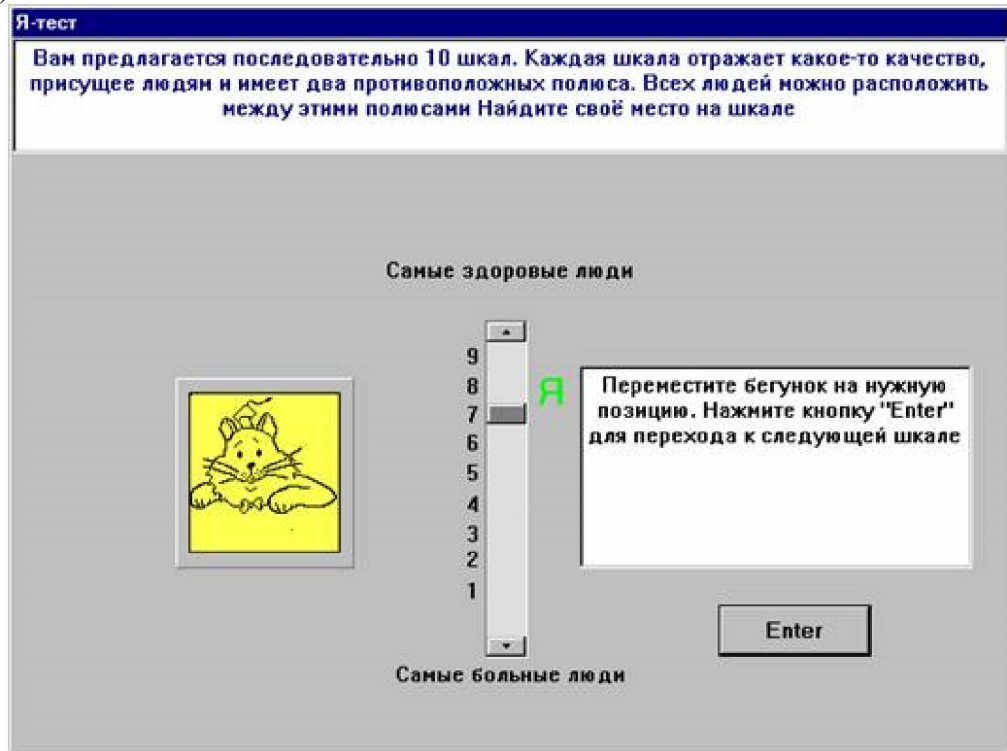 Я-тест
Вам предлагается последовательно 10 шкал. Каждая шкала отражает какое-то качество,
присущее людям и имеет два противоположных полюса. Всех людей можно расположить
между этими полюсами Найдите своё место на шкале
Самые здоровые люди
9
8
7
6
5
4
3
2
1
Я
Переместите бегунок на нужную
позицию. Нажмите кнопку "Enter"
для перехода к следующей шкале
Enter
Самые больные люди